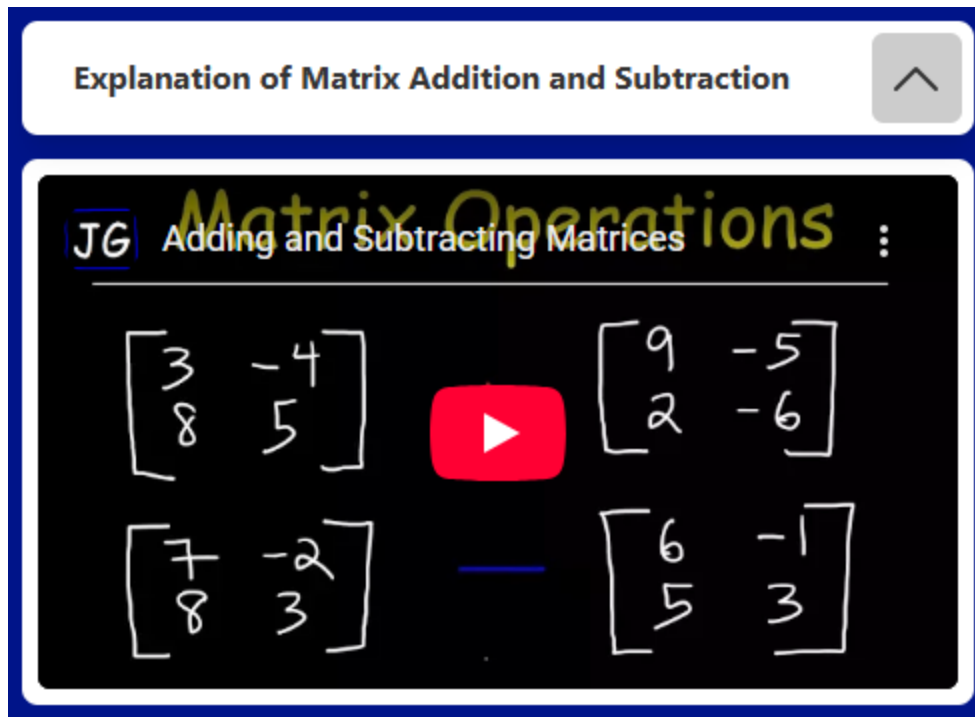 Explanation of Matrix Addition and Subtraction
Matrix Operations
JG Adding and Subtracting Matrices
3 -4 9 -5
8 5 2 -6
7 -2 — 6 -1
8 3 5 3